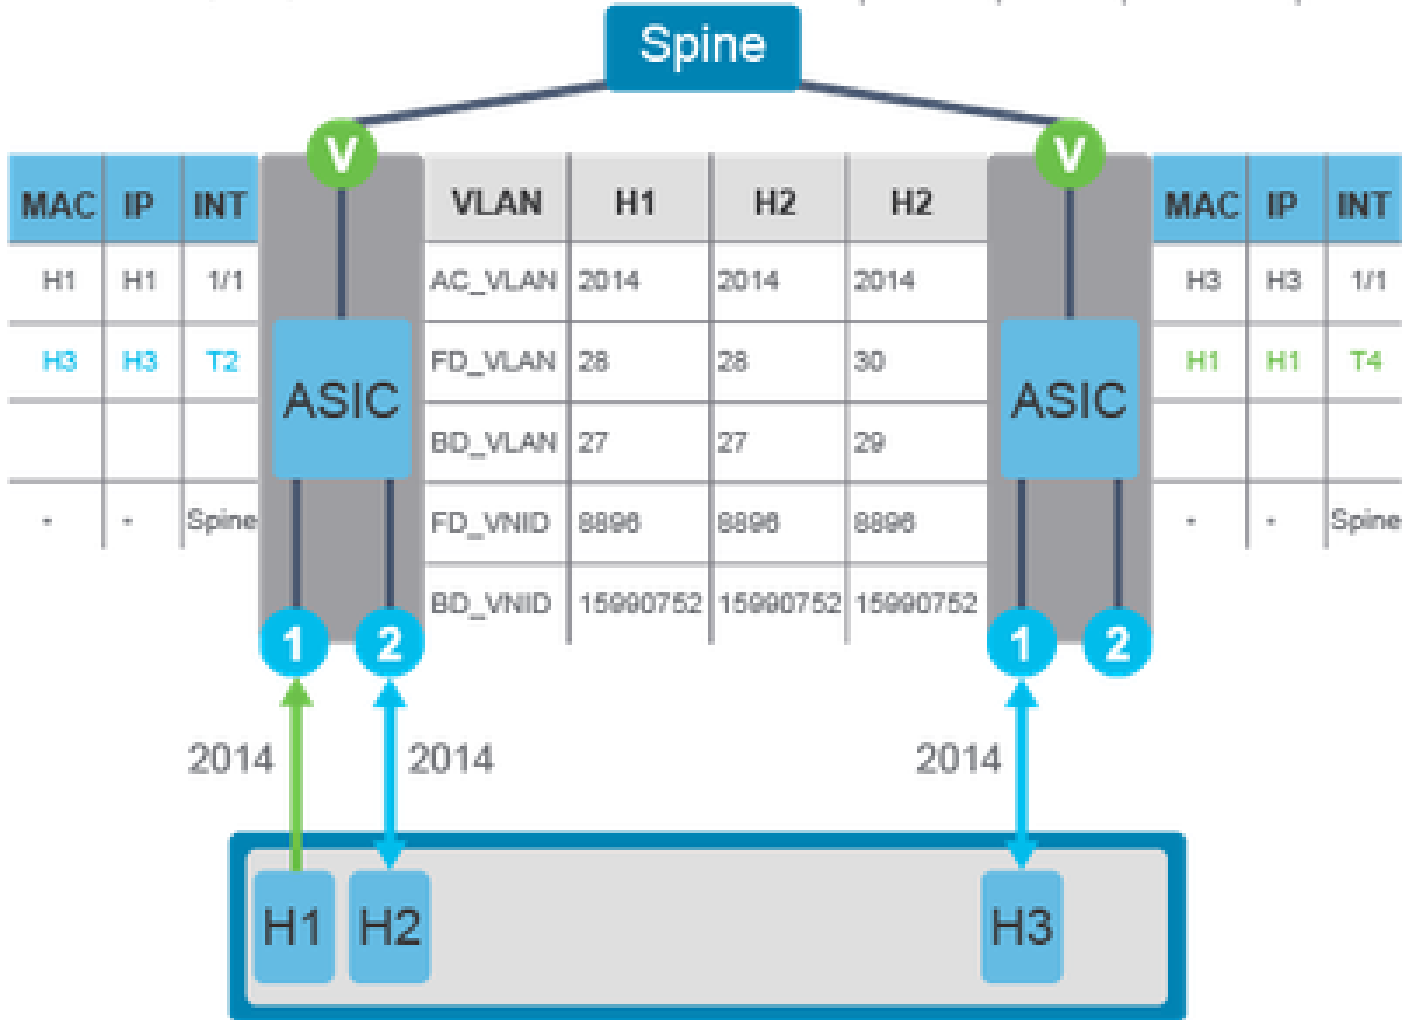 Spine
V V
MAC IP INT VLAN H1 H2 H2 MAC IP INT
H1 H1 1/1 AC_VLAN 2014 2014 2014 H3 H3 1/1
H3 H3 T2 ASIC FD_VLAN 28 28 30 ASIC H1 H1 T4
BD_VLAN 27 27 29
- - Spine FD_VNID 8896 8896 8896 - - Spine
BD_VNID 15990752 15990752 15990752
1 2 1 2
2014 2014 2014
H1 H2 H3